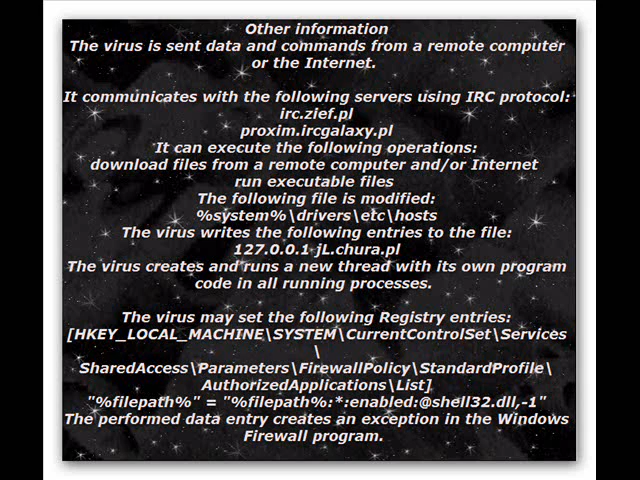 Other information
The virus is sent data and commands from a remote computer
or the Internet.
It communicates with the following servers using IRC protocol:
irc.zief.pl
proxim.ircgalaxy.pl
It can execute the following operations:
download files from a remote computer and/or Internet
run executable files
The following file is modified:
%system%\drivers\etc\hosts
The virus writes the following entries to the file:
127.0.0.1 jL.chura.pl
The virus creates and runs a new thread with its own program
code in all running processes.
The virus may set the following Registry entries:
[HKEY_LOCAL_MACHINE\SYSTEM\CurrentControlSet\Services
\
SharedAccess\Parameters\FirewallPolicy\StandardProfile\
AuthorizedApplications\List]
"%filepath%" = "%filepath%:*:enabled:@shell32.dll,-1"
The performed data entry creates an exception in the Windows
Firewall program.